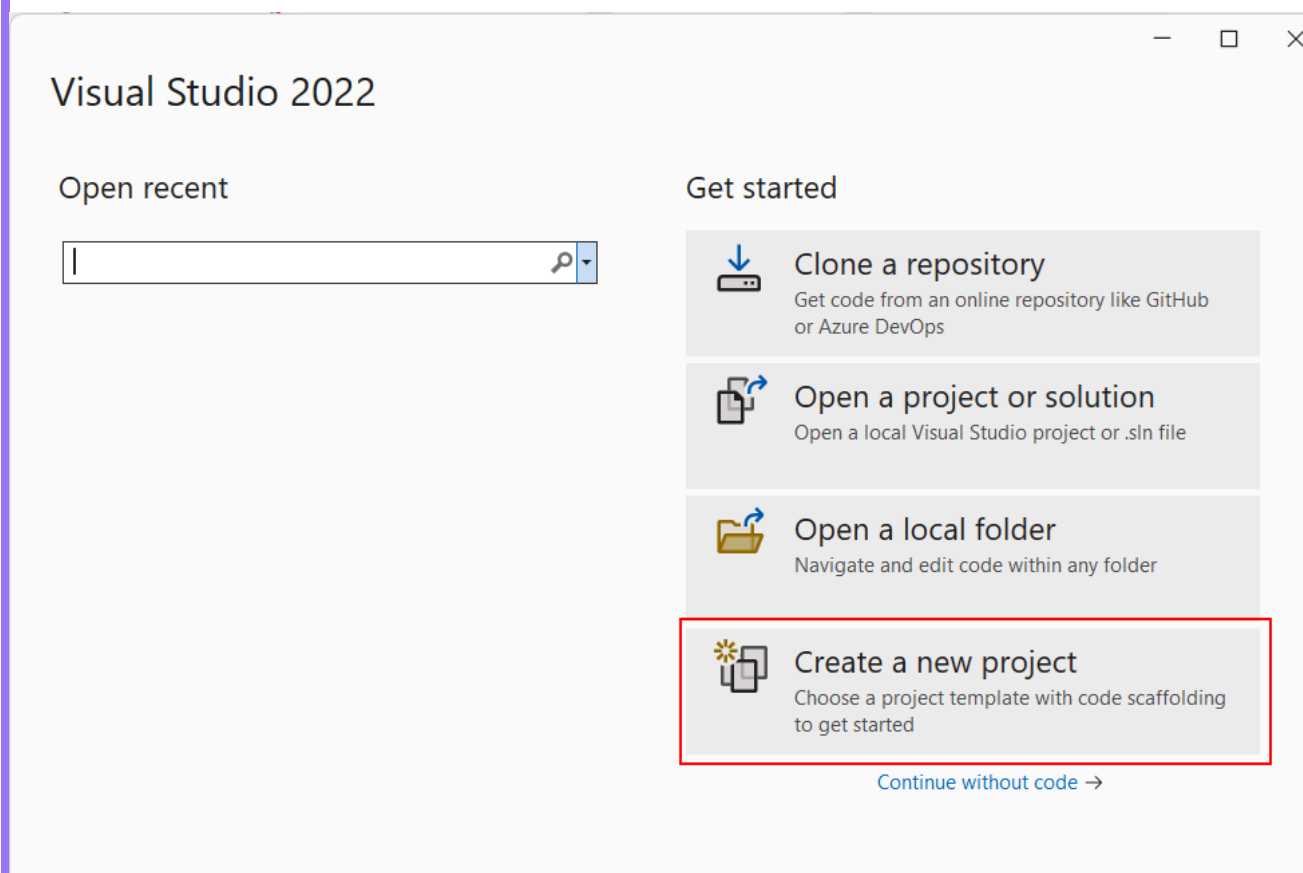 Visual Studio 2022
Open recent
Get started
Clone a repository
Get code from an online repository like GitHub
or Azure DevOps
Open a project or solution
Open a local Visual Studio project or .sln file
Open a local folder
Navigate and edit code within any folder
Create a new project
Choose a project template with code scaffolding
to get started
Continue without code →